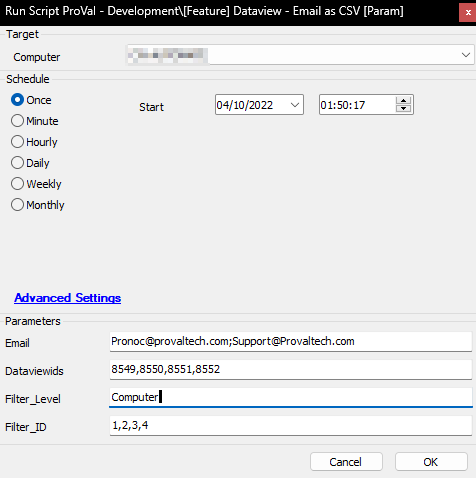 Run Script ProVal - Development\[Feature] Dataview - Email as CSV [Param]
Target
Computer
Schedule
Once
Start
04/10/2022
01:50:17
Minute
Hourly
Daily
Weekly
Monthly
Advanced Settings
Parameters
Email
Pronoc@provaltech.com;Support@Provaltech.com
Dataviewids
8549,8550,8551,8552
Filter_Level
Computer
Filter_ID
1,2,3,4
Cancel
OK